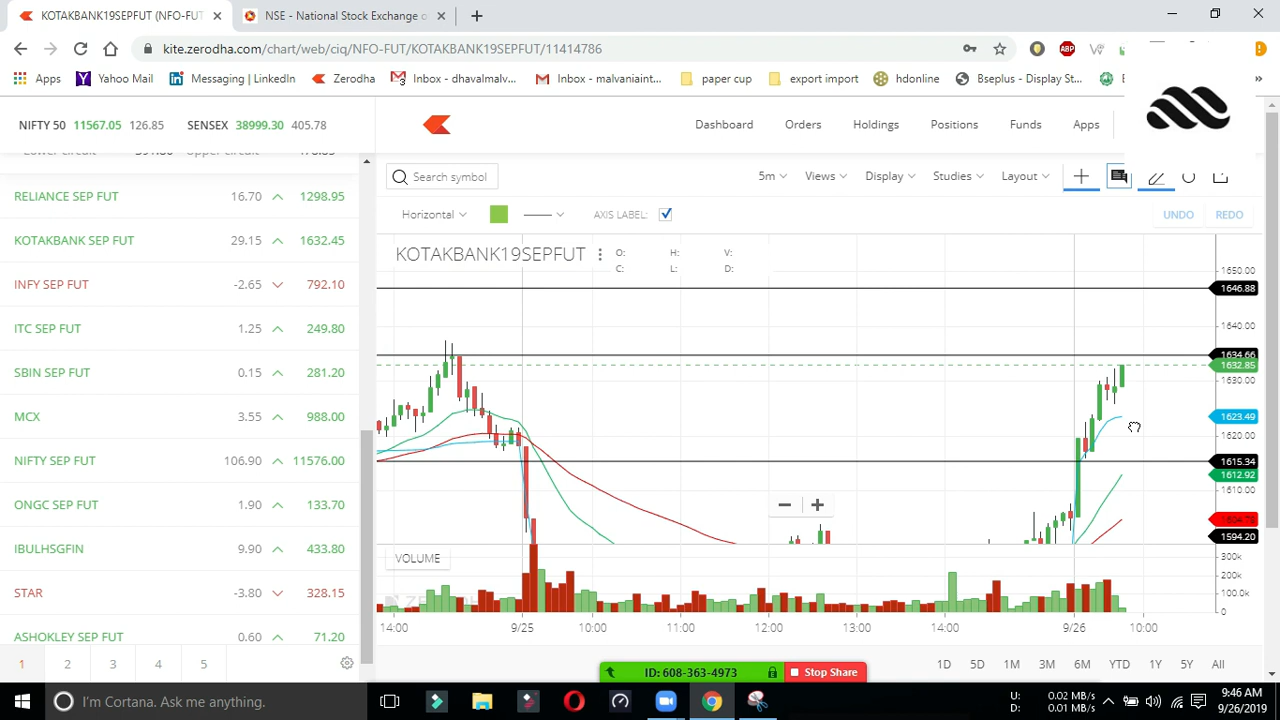 KOTAKBANK19SEPFUT (NFO-FUT
NSE - National Stock Exchange o
kite.zerodha.com/chart/web/ciq/NFO-FUT/KOTAKBANK19SEPFUT/11414786
ABP
Apps
Yahoo Mail
Messaging | LinkedIn
Zerodha
Inbox - dhavalmalv...
Inbox - malvaniaint...
paper cup
export import
hdonline
Bseplus - Display St...
NIFTY 50 11567.05 126.85 SENSEX 38999.30 405.78
Dashboard Orders Holdings Positions Funds Apps
Lower circuit Upper circuit
RELIANCE SEP FUT 16.70 1298.95
KOTAKBANK SEP FUT 29.15 1632.45
INFY SEP FUT -2.65 792.10
ITC SEP FUT 1.25 249.80
SBIN SEP FUT 0.15 281.20
MCX 3.55 988.00
NIFTY SEP FUT 106.90 11576.00
ONGC SEP FUT 1.90 133.70
IBULHSGFIN 9.90 433.80
STAR -3.80 328.15
ASHOKLEY SEP FUT 0.60 71.20
1 2 3 4 5
Search symbol
5m Views Display Studies Layout
Horizontal AXIS LABEL: UNDO REDO
KOTAKBANK19SEPFUT
O: H: V:
C: L: D:
1650.00
1646.88
1640.00
1634.66
1632.85
1630.00
1623.49
1620.00
1615.34
1612.92
1610.00
1604.78
1594.20
VOLUME
300k
200k
100.0k
0
14:00 9/25 10:00 11:00 12:00 13:00 14:00 9/26 10:00
1D 5D 1M 3M 6M YTD 1Y 5Y All
ID: 608-363-4973 Stop Share
I'm Cortana. Ask me anything.
U: 0.02 MB/s
D: 0.01 MB/s
9:46 AM
9/26/2019